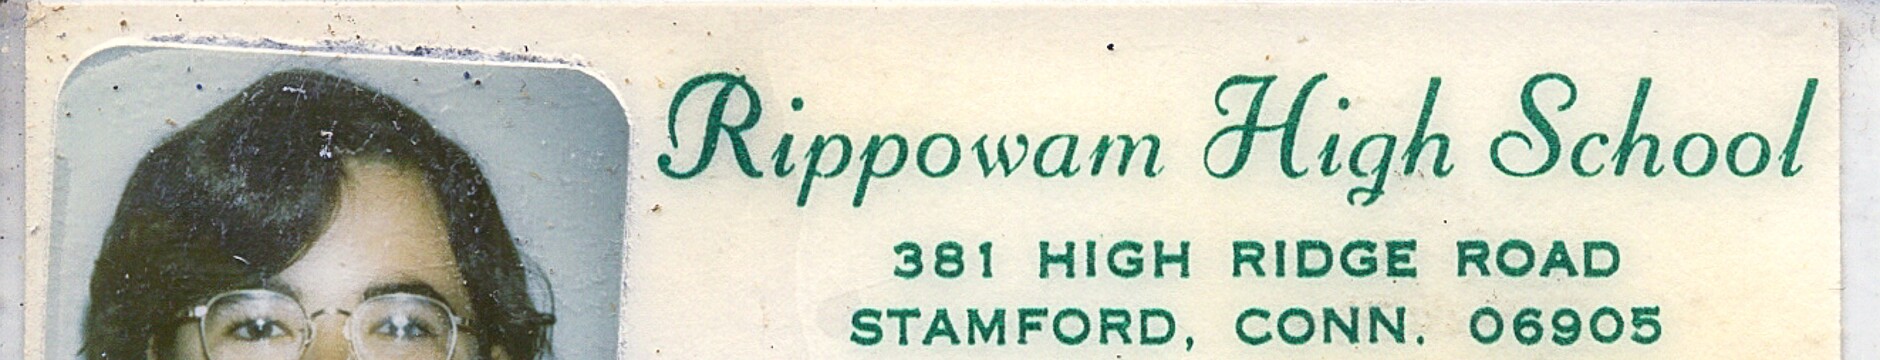 Rippowam High School
381 HIGH RIDGE ROAD
STAMFORD, CONN. 06905